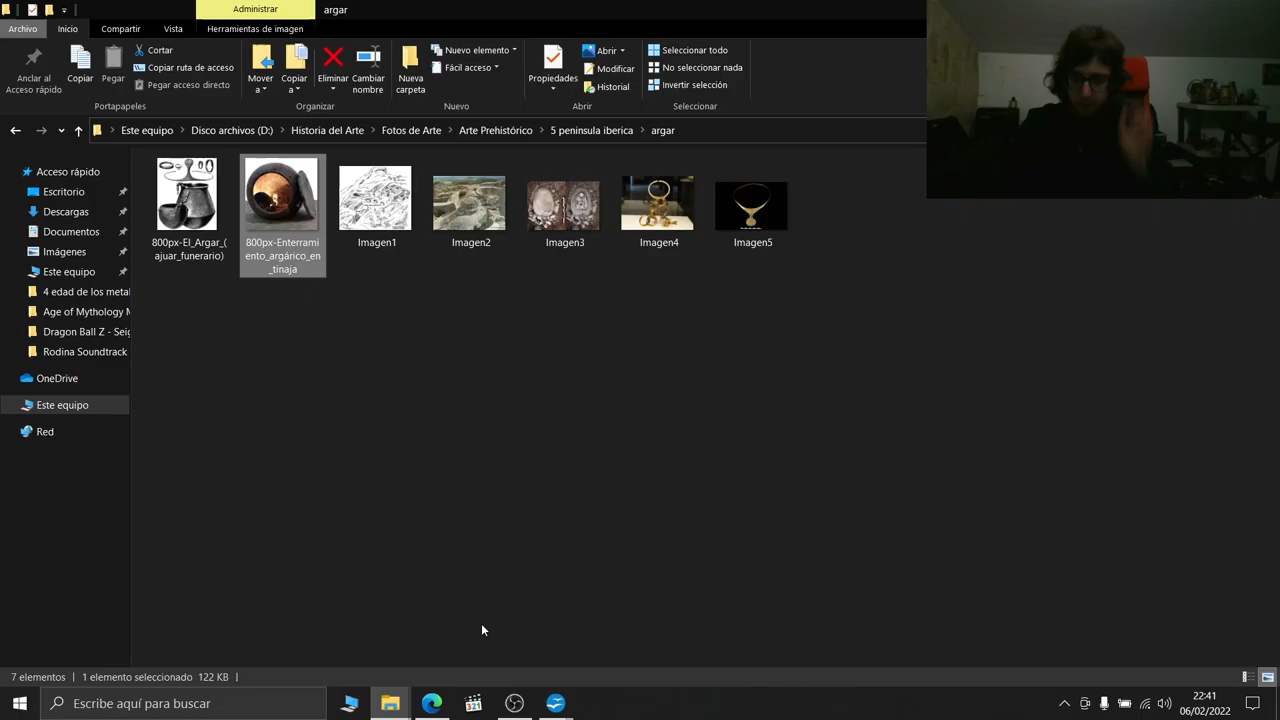 Administrar
argar
Archivo
Inicio
Compartir
Vista
Herramientas de imagen
Anclar al
Acceso rápido
Copiar
Pegar
Cortar
Copiar ruta de acceso
Pegar acceso directo
Portapapeles
Mover
a
Copiar
a
Eliminar
Cambiar
nombre
Organizar
Nueva
carpeta
Nuevo elemento
Fácil acceso
Nuevo
Propiedades
Abrir
Modificar
Historial
Abrir
Seleccionar todo
No seleccionar nada
Invertir selección
Seleccionar
Este equipo
Disco archivos (D:)
Historia del Arte
Fotos de Arte
Arte Prehistórico
5 peninsula iberica
argar
Acceso rápido
Escritorio
Descargas
Documentos
Imágenes
Este equipo
4 edad de los metal
Age of Mythology M
Dragon Ball Z - Seig
Rodina Soundtrack
OneDrive
Este equipo
Red
800px-El_Argar_(
ajuar_funerario)
800px-Enterrami
ento_argárico_en
_tinaja
Imagen1
Imagen2
Imagen3
Imagen4
Imagen5
7 elementos
1 elemento seleccionado 122 KB
Escribe aquí para buscar
321
22:41
06/02/2022